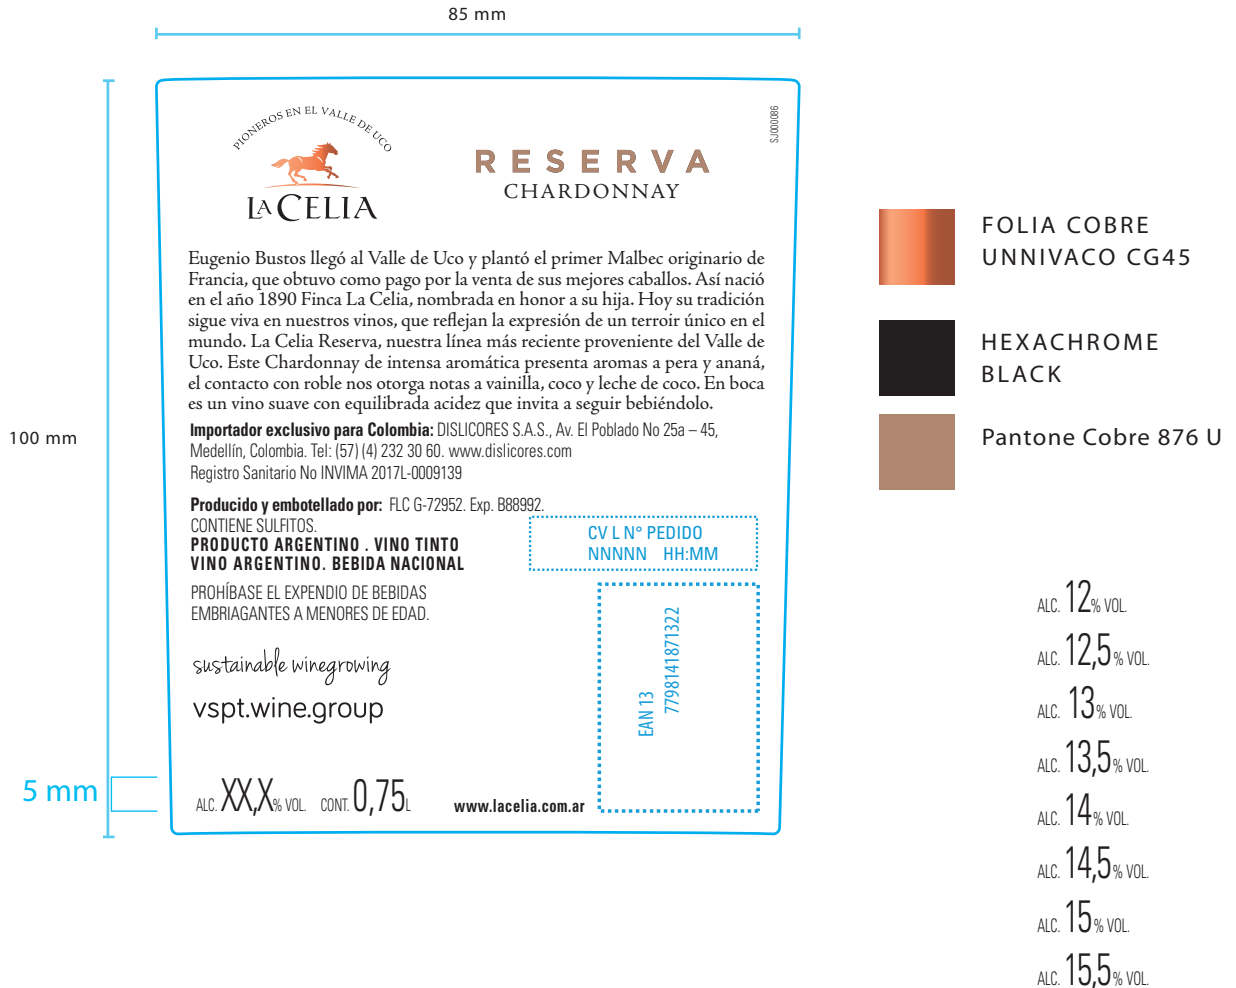 85 mm
100 mm
5 mm
SJ000086
PIONEROS EN EL VALLE DE UCO
LA CELIA
RESERVA
CHARDONNAY
Eugenio Bustos llegó al Valle de Uco y plantó el primer Malbec originario de
Francia, que obtuvo como pago por la venta de sus mejores caballos. Así nació
en el año 1890 Finca La Celia, nombrada en honor a su hija. Hoy su tradición
sigue viva en nuestros vinos, que reflejan la expresión de un terroir único en el
mundo. La Celia Reserva, nuestra línea más reciente proveniente del Valle de
Uco. Este Chardonnay de intensa aromática presenta aromas a pera y ananá,
el contacto con roble nos otorga notas a vainilla, coco y leche de coco. En boca
es un vino suave con equilibrada acidez que invita a seguir bebiéndolo.
Importador exclusivo para Colombia: DISLICORES S.A.S., Av. El Poblado No 25a – 45,
Medellín, Colombia. Tel: (57) (4) 232 30 60. www.dislicores.com
Registro Sanitario No INVIMA 2017L-0009139
Producido y embotellado por: FLC G-72952. Exp. B88992.
CONTIENE SULFITOS.
PRODUCTO ARGENTINO . VINO TINTO
VINO ARGENTINO. BEBIDA NACIONAL
PROHÍBASE EL EXPENDIO DE BEBIDAS
EMBRIAGANTES A MENORES DE EDAD.
CV L N° PEDIDO
NNNNN HH:MM
EAN 13
7798141871322
sustainable winegrowing
vspt.wine.group
ALC. XX,X% VOL. CONT. 0,75L
www.lacelia.com.ar
FOLIA COBRE
UNNIVACO CG45
HEXACHROME
BLACK
Pantone Cobre 876 U
ALC. 12% VOL.
ALC. 12,5% VOL.
ALC. 13% VOL.
ALC. 13,5% VOL.
ALC. 14% VOL.
ALC. 14,5% VOL.
ALC. 15% VOL.
ALC. 15,5% VOL.